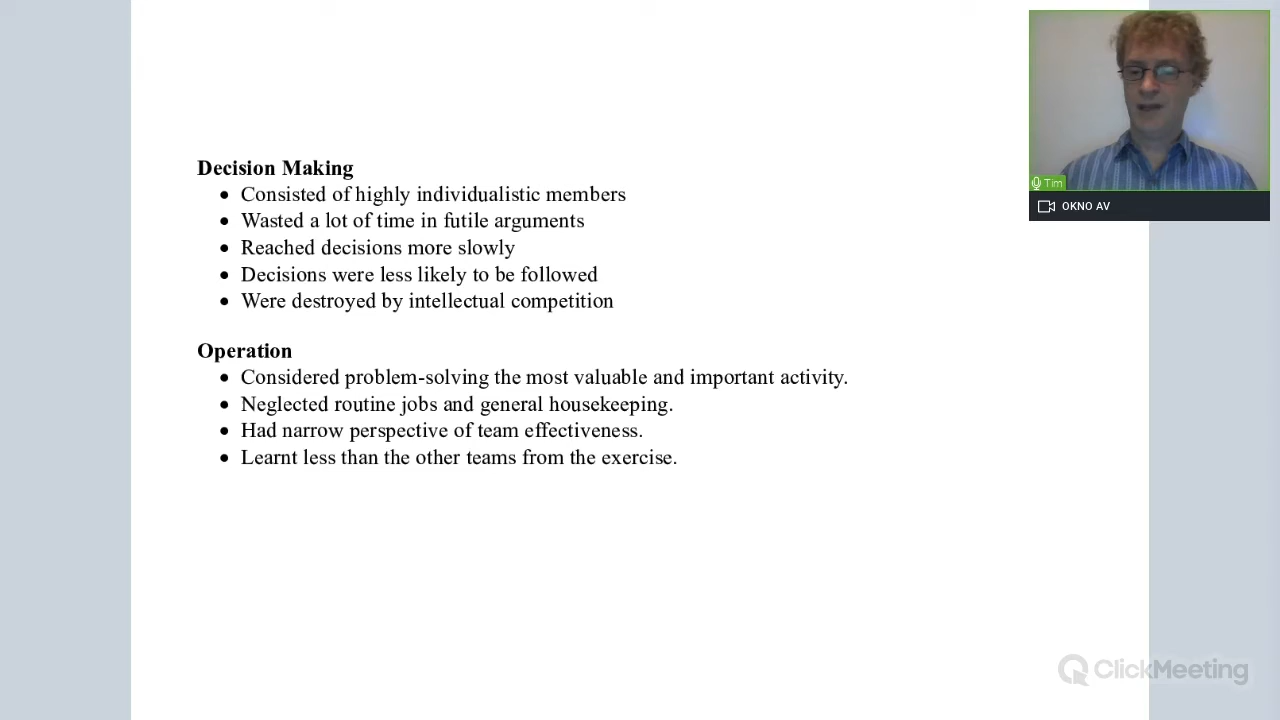 Decision Making
• Consisted of highly individualistic members
• Wasted a lot of time in futile arguments
• Reached decisions more slowly
• Decisions were less likely to be followed
• Were destroyed by intellectual competition
Operation
• Considered problem-solving the most valuable and important activity.
• Neglected routine jobs and general housekeeping.
• Had narrow perspective of team effectiveness.
• Learnt less than the other teams from the exercise.
Tim
OKNO AV
ClickMeeting